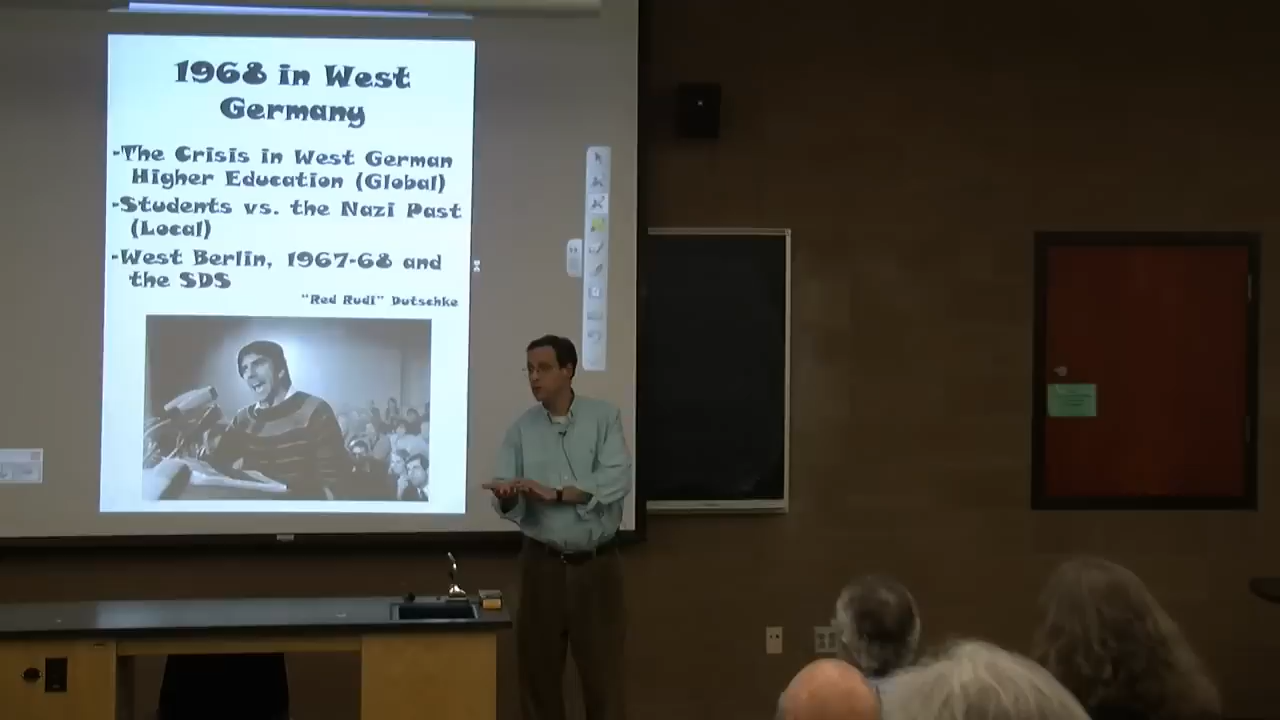 1968 in West
Germany
-The Crisis in West German
Higher Education (Global)
-Students vs. the Nazi Past
(Local)
-West Berlin, 1967-68 and
the SDS
"Red Rudi" Dutschke